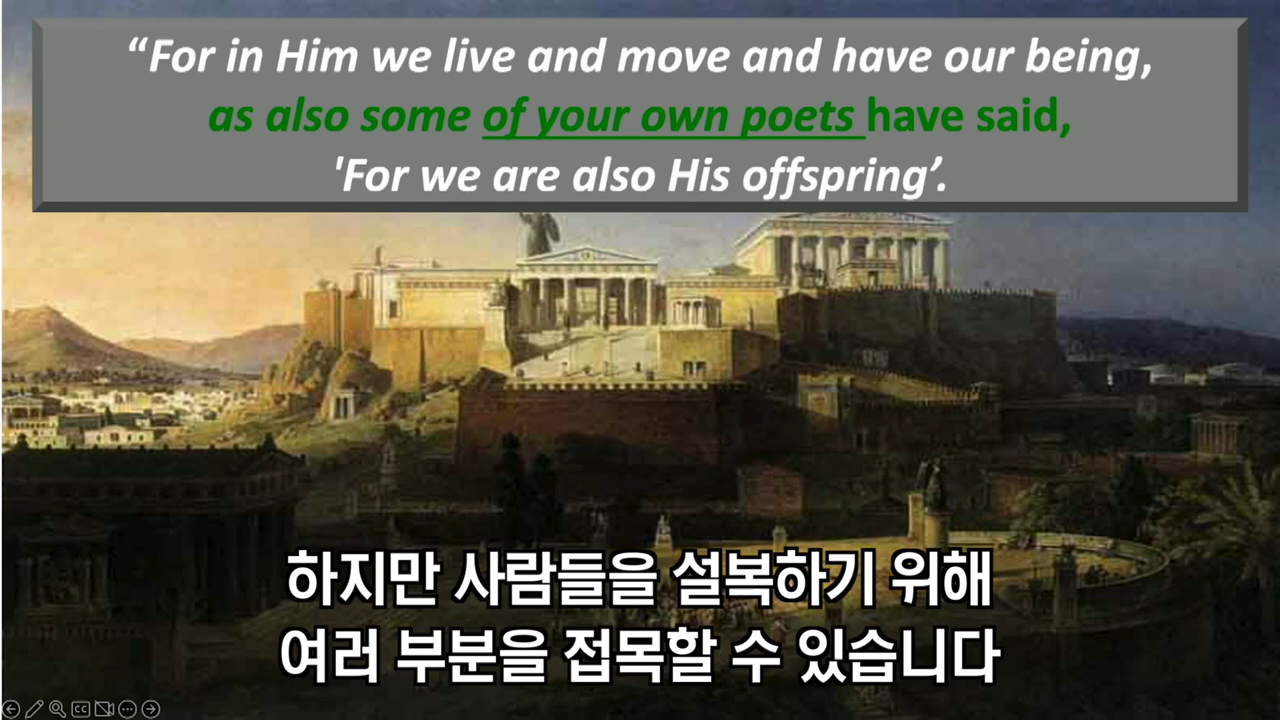 “For in Him we live and move and have our being,
as also some of your own poets have said,
'For we are also His offspring’.
하지만 사람들을 설복하기 위해
여러 부분을 접목할 수 있습니다
CC